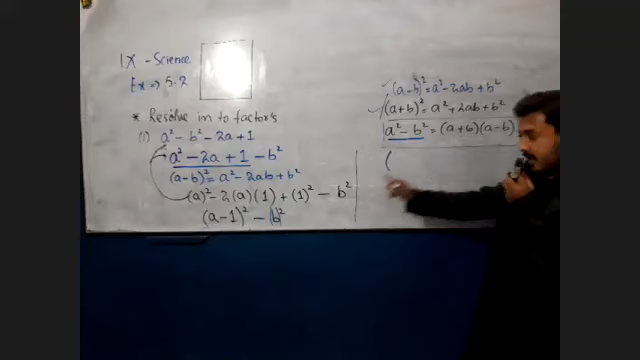 IX - Science
Ex => 5.2
* Resolve in to factors
(i) a² - b² - 2a + 1
a² - 2a + 1 - b²
(a-b)² = a² - 2ab + b²
(a)² - 2(a)(1) + (1)² - b²
(a-1)² - (b)²
(a-b)² = a² - 2ab + b²
(a+b)² = a² + 2ab + b²
a² - b² = (a+b)(a-b)
(